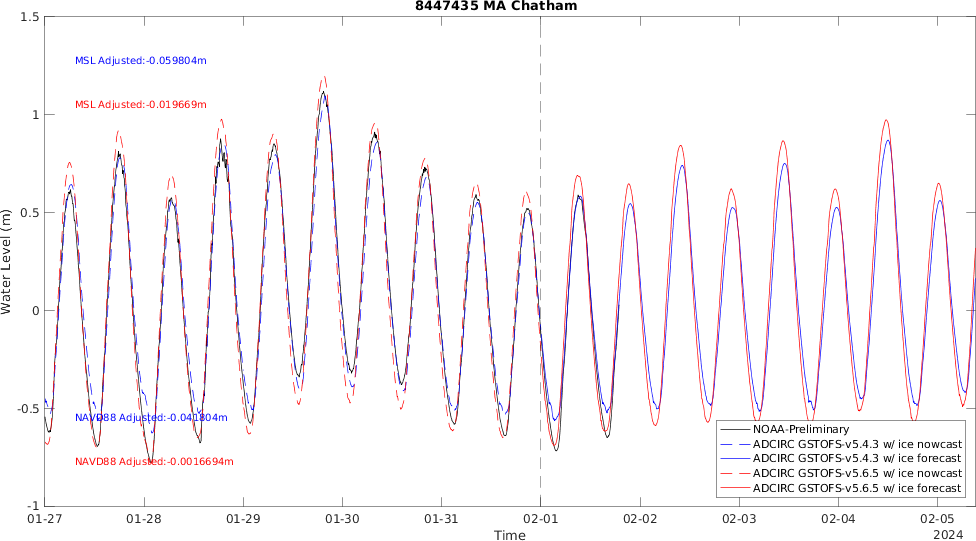 8447435 MA Chatham
1.5
1
0.5
0
-0.5
-1
Water Level (m)
MSL Adjusted:-0.059804m
MSL Adjusted:-0.019669m
NAVD88 Adjusted:-0.041804m
NAVD88 Adjusted:-0.0016694m
NOAA-Preliminary
ADCIRC GSTOFS-v5.4.3 w/ ice nowcast
ADCIRC GSTOFS-v5.4.3 w/ ice forecast
ADCIRC GSTOFS-v5.6.5 w/ ice nowcast
ADCIRC GSTOFS-v5.6.5 w/ ice forecast
01-27 01-28 01-29 01-30 01-31 02-01 02-02 02-03 02-04 02-05
Time
2024